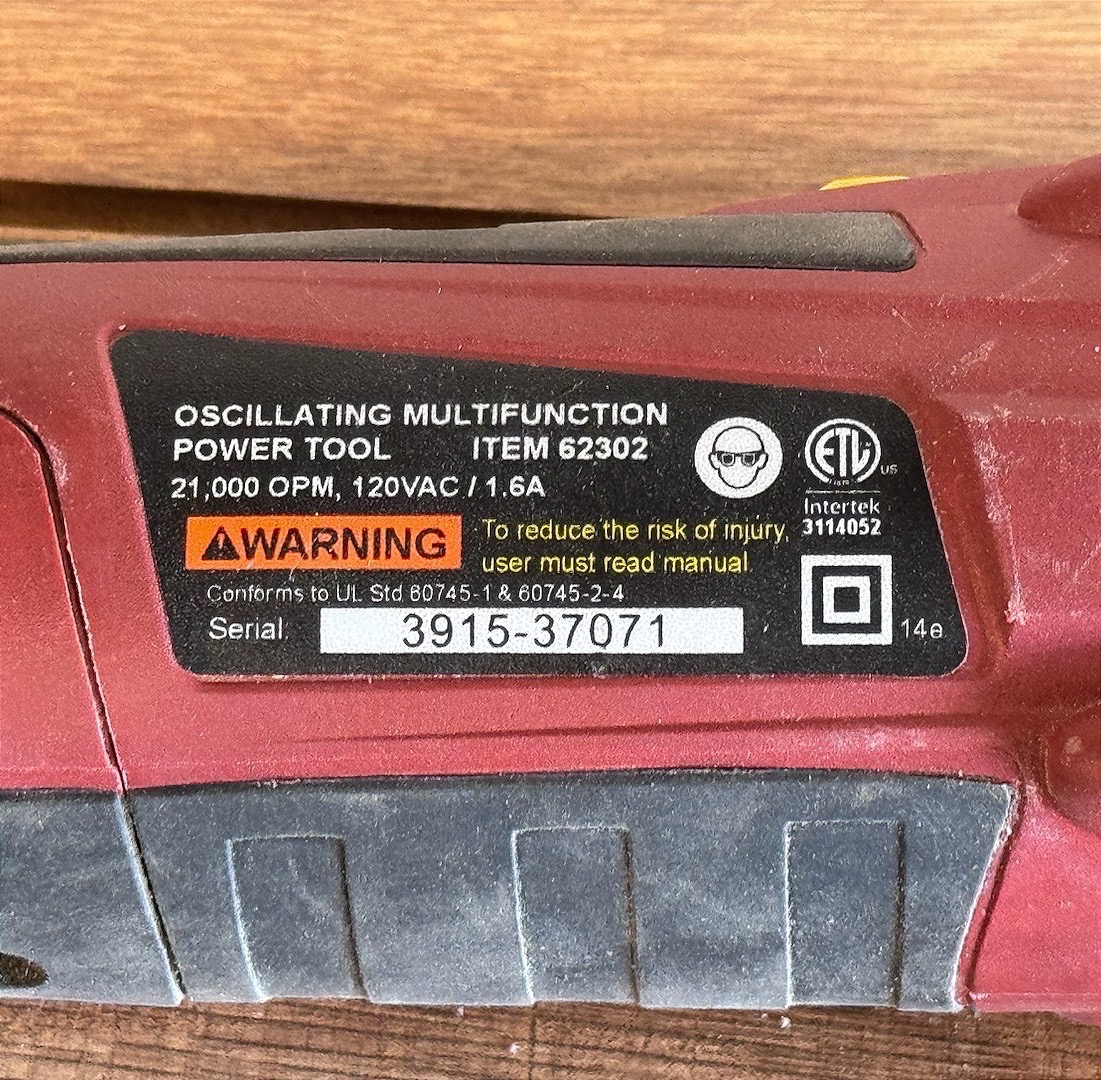 OSCILLATING MULTIFUNCTION
POWER TOOL ITEM 62302
21,000 OPM, 120VAC / 1.6A
WARNING
To reduce the risk of injury,
user must read manual
Conforms to UL Std 60745-1 & 60745-2-4
Serial
3915-37071
ETL
US
Intertek
3114052
14e